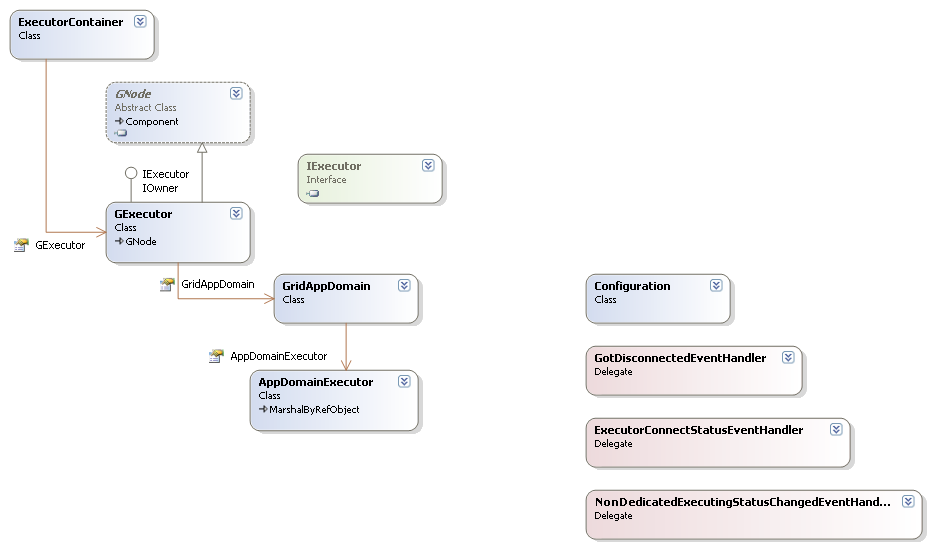 ExecutorContainer
Class
GNode
Abstract Class
Component
IExecutor
IOwner
IExecutor
Interface
GExecutor
Class
GNode
GExecutor
GridAppDomain
GridAppDomain
Class
Configuration
Class
AppDomainExecutor
GotDisconnectedEventHandler
Delegate
AppDomainExecutor
Class
MarshalByRefObject
ExecutorConnectStatusEventHandler
Delegate
NonDedicatedExecutingStatusChangedEventHand...
Delegate